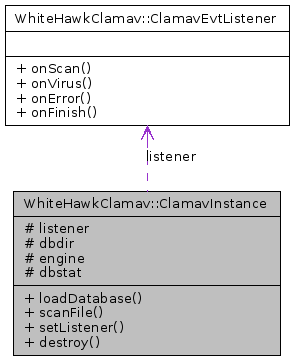 WhiteHawkClamav::ClamavEvtListener
+ onScan()
+ onVirus()
+ onError()
+ onFinish()
listener
WhiteHawkClamav::ClamavInstance
# listener
# dbdir
# engine
# dbstat
+ loadDatabase()
+ scanFile()
+ setListener()
+ destroy()